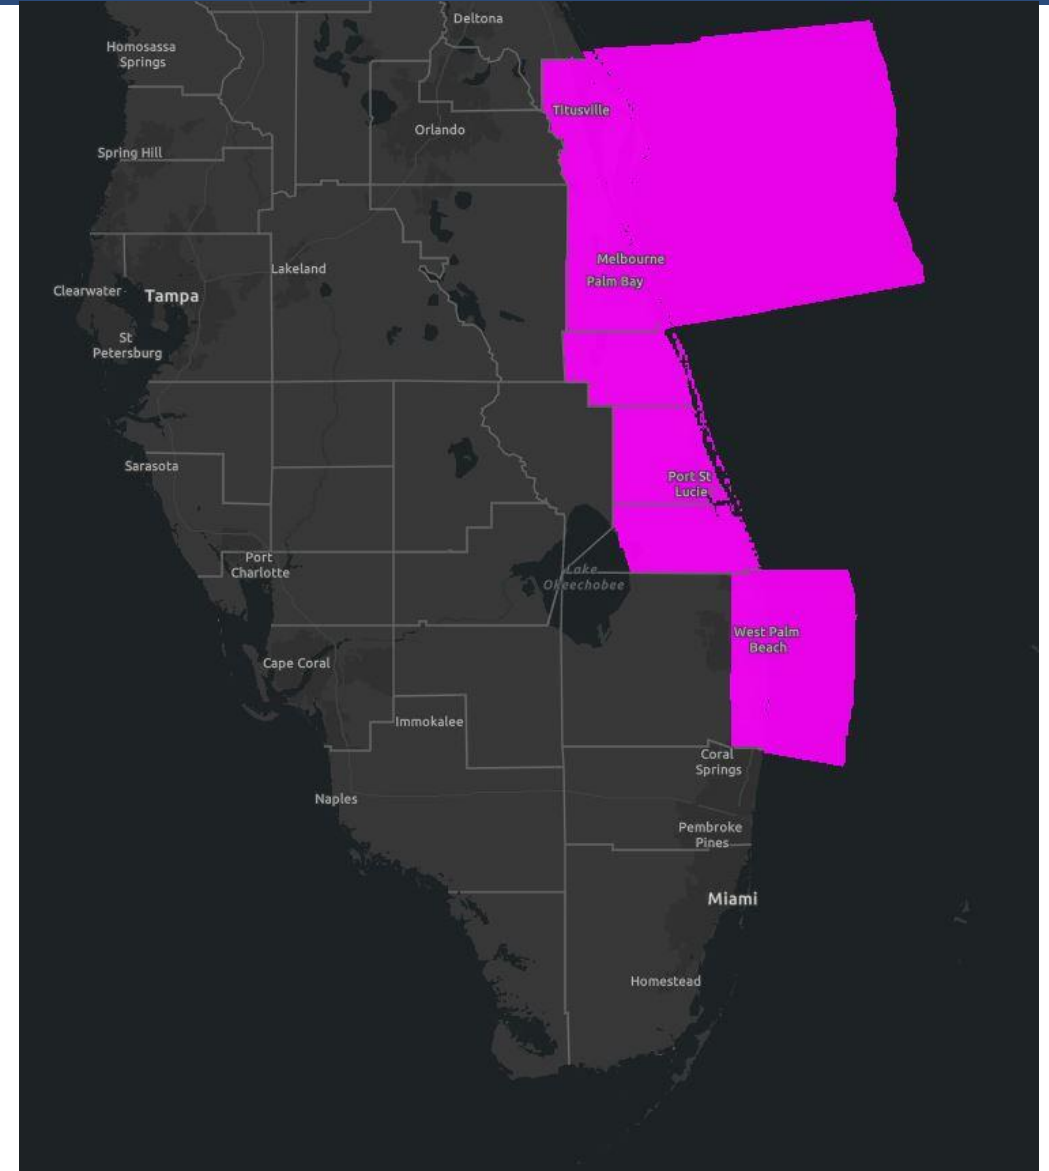 Deltona
Homosassa
Springs
Titusville
Orlando
Spring Hill
Melbourne
Lakeland
Palm Bay
Clearwater
Tampa
St
Petersburg
Sarasota
Port St
Lucie
Port
Charlotte
Lake
Okeechobee
West Palm
Beach
Cape Coral
Immokalee
Coral
Springs
Naples
Pembroke
Pines
Miami
Homestead